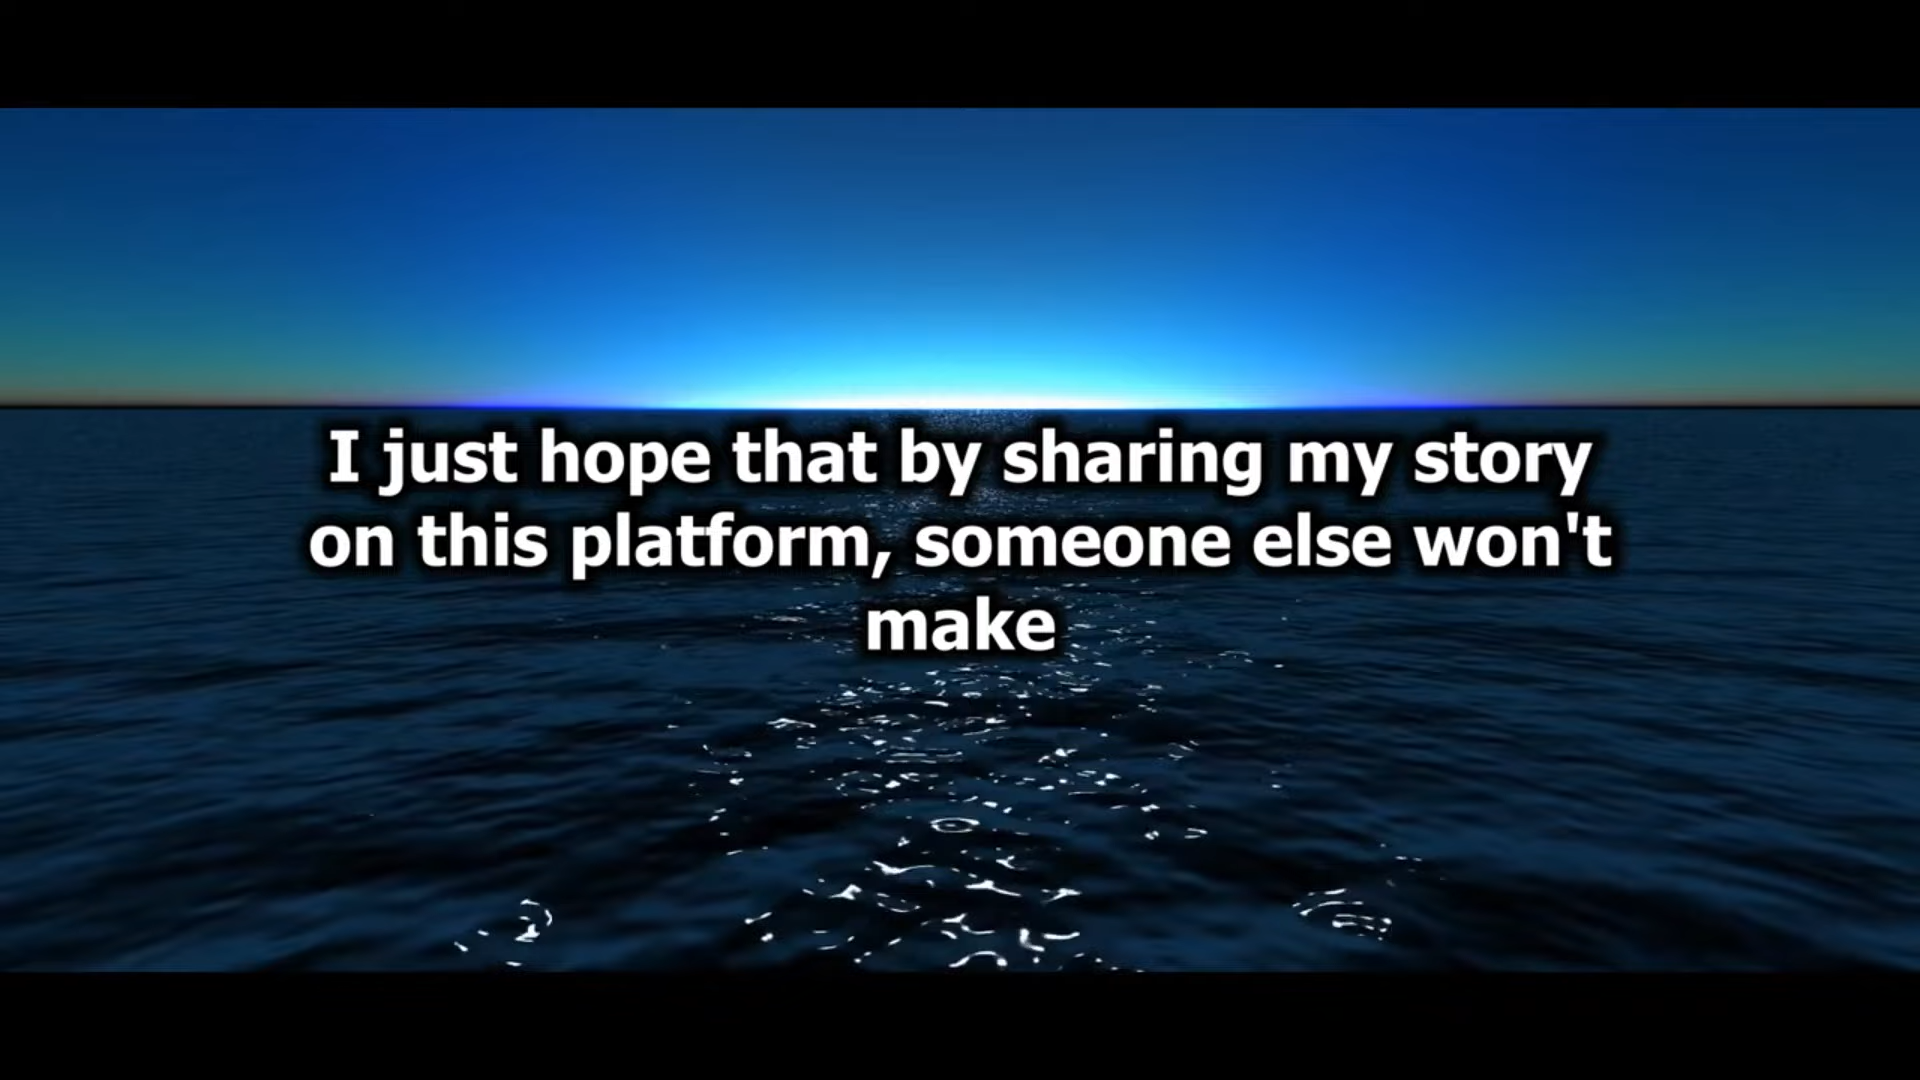 I just hope that by sharing my story
on this platform, someone else won't
make